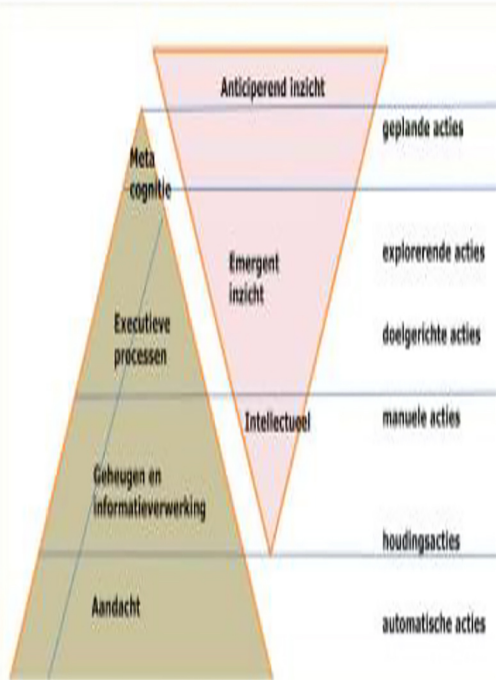 Anticiperend inzicht
geplande acties
Meta
cognitie
Emergent
inzicht
explorerende acties
Executieve
processen
doelgerichte acties
Intellectueel
manuele acties
Geheugen en
informatieverwerking
houdingsacties
Aandacht
automatische acties